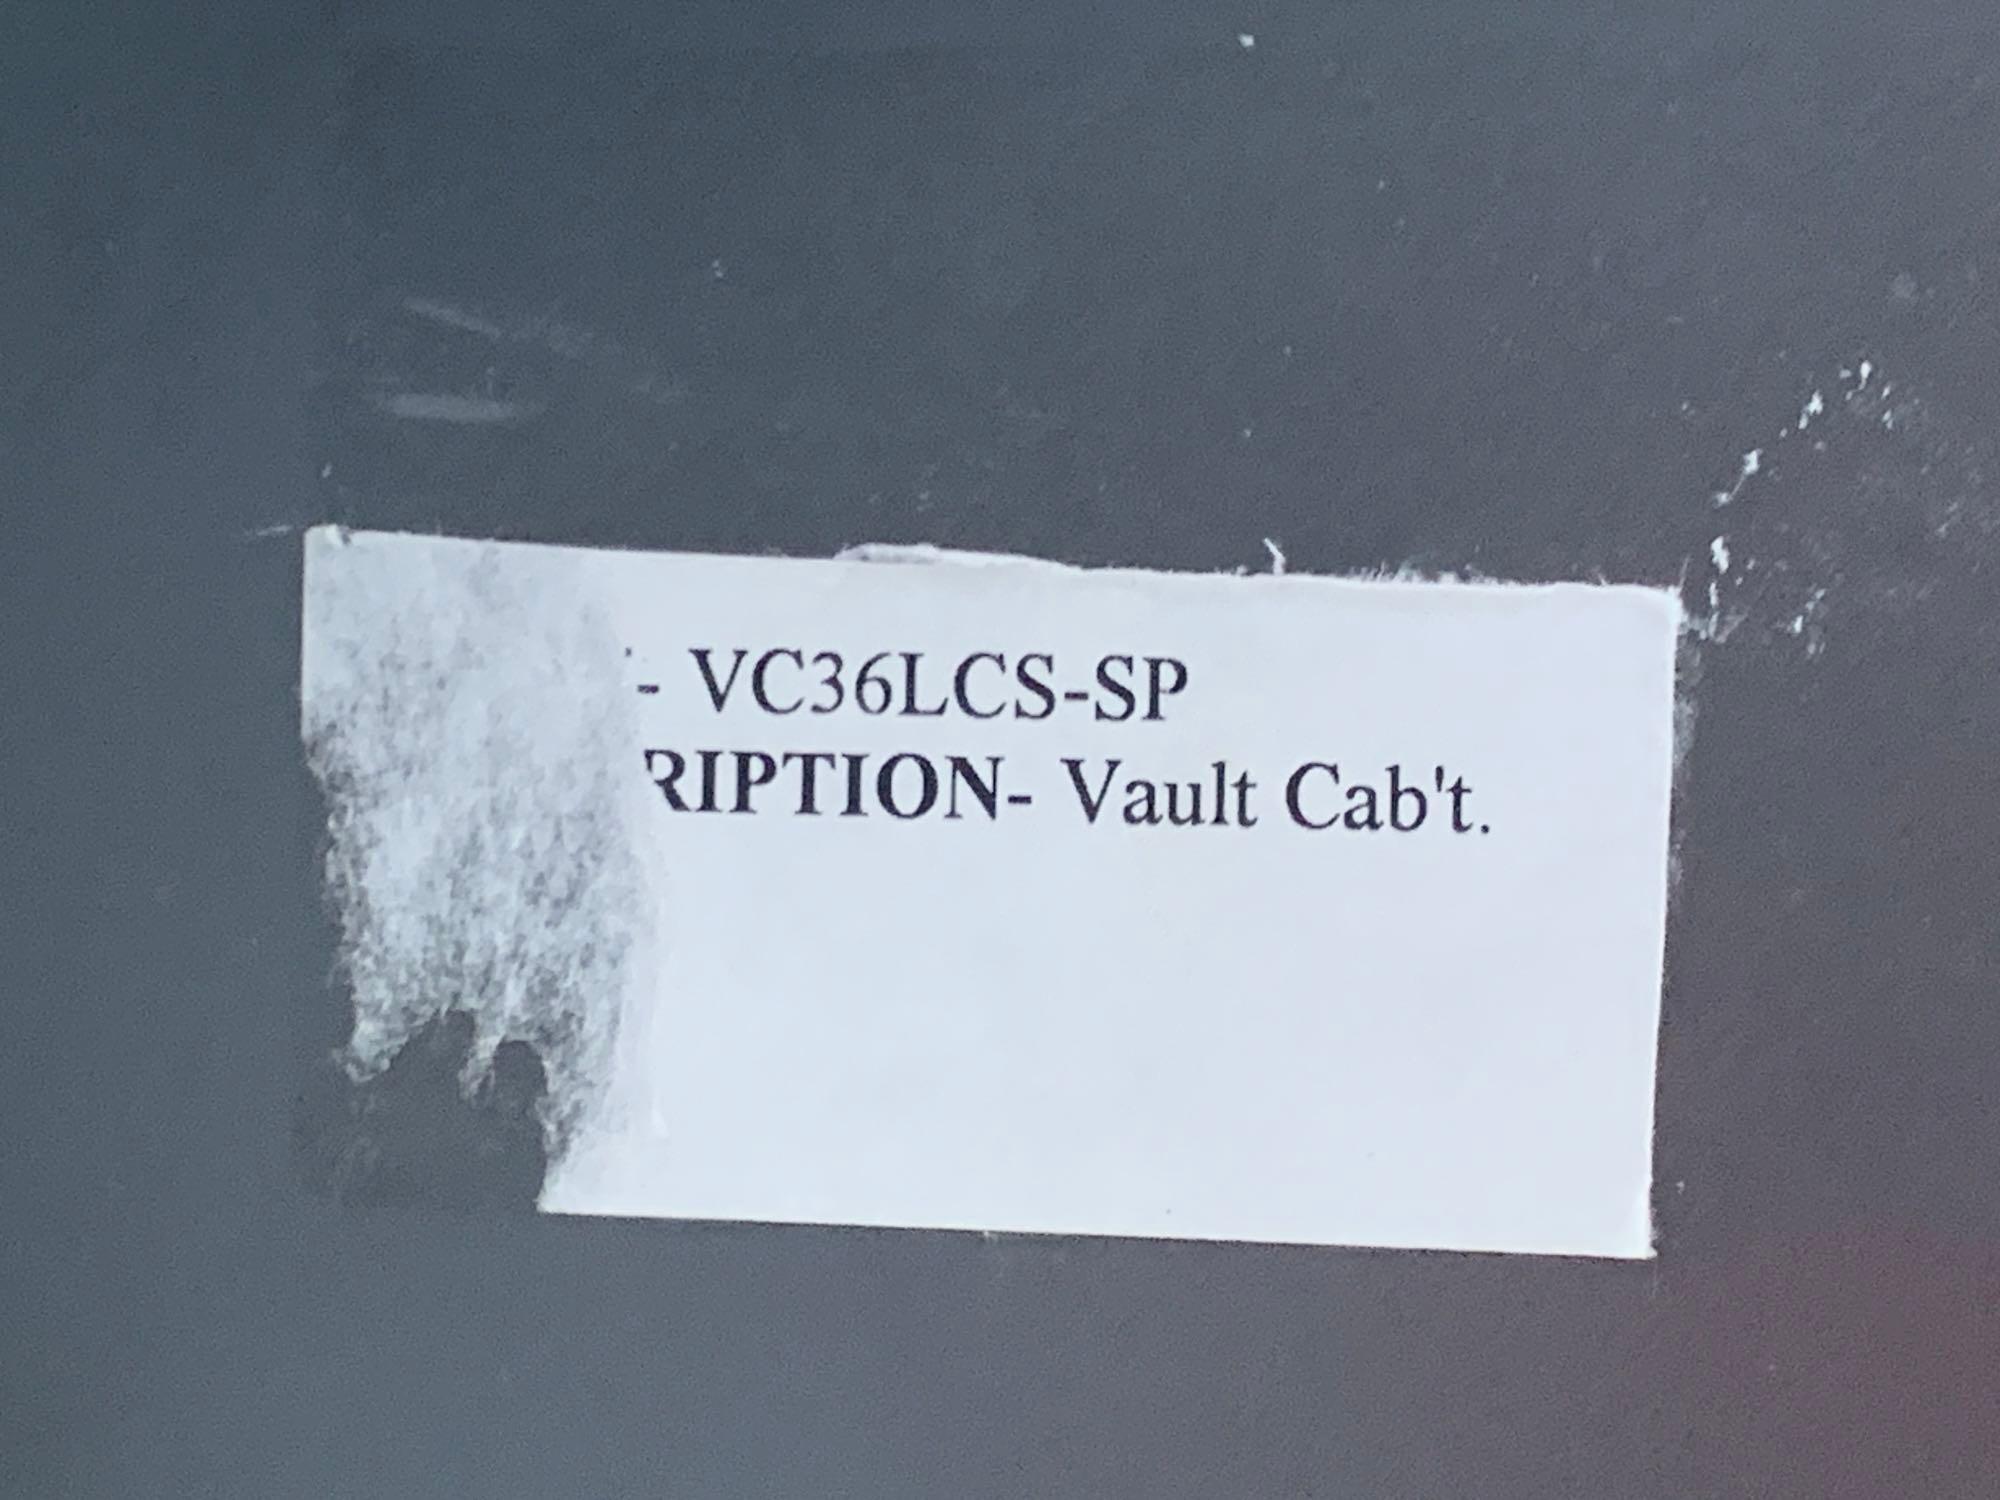 - VC36LCS-SP
RIPTION- Vault Cab't.